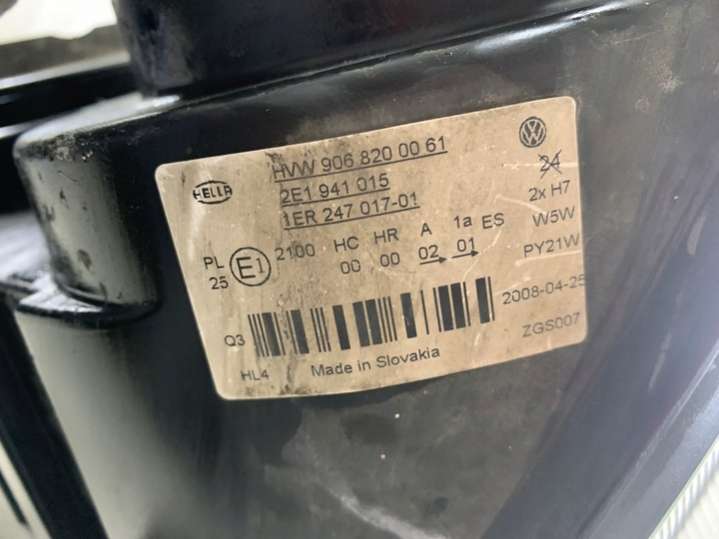 HELLA
HVW 906 820 00 61
2E1 941 015
1ER 247 017-01
24
2x H7
W5W
PY21W
PL 25
E1
2100 HC HR A 1a ES
00 00 02 01
2008-04-25
ZGS007
Q3
HL4
Made in Slovakia